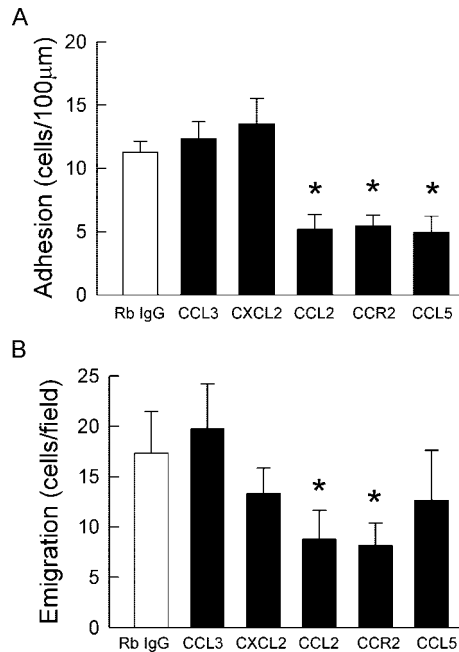 A
Adhesion (cells/100µm)
20
15
10
5
0
* * *
Rb IgG CCL3 CXCL2 CCL2 CCR2 CCL5
B
Emigration (cells/field)
25
20
15
10
5
0
* *
Rb IgG CCL3 CXCL2 CCL2 CCR2 CCL5